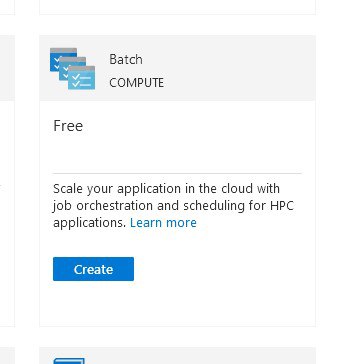 Batch
COMPUTE
Free
Scale your application in the cloud with
job orchestration and scheduling for HPC
applications. Learn more
Create